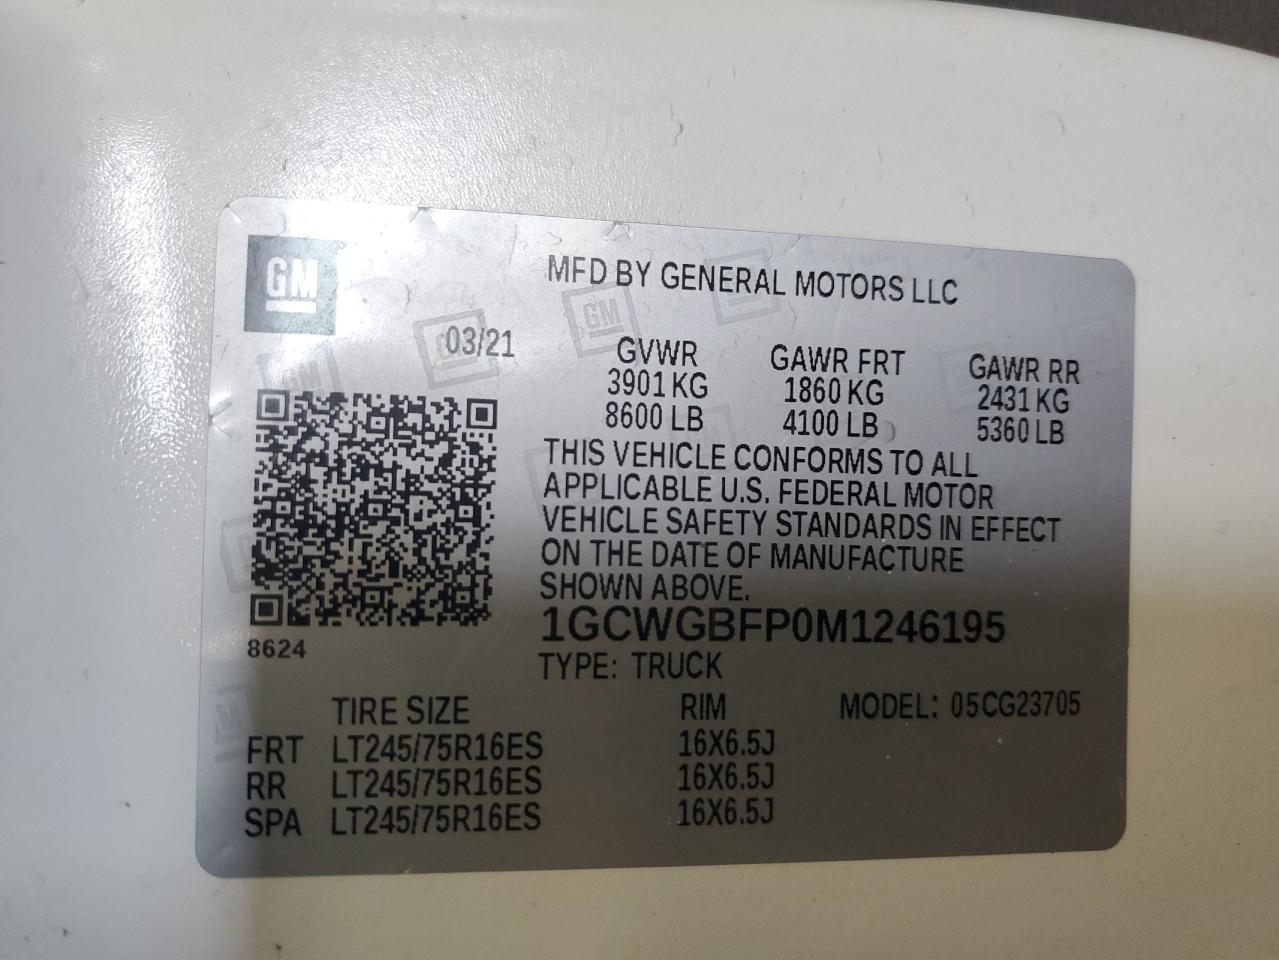 GM
MFD BY GENERAL MOTORS LLC
03/21
GVWR GAWR FRT GAWR RR
3901 KG 1860 KG 2431 KG
8600 LB 4100 LB 5360 LB
THIS VEHICLE CONFORMS TO ALL
APPLICABLE U.S. FEDERAL MOTOR
VEHICLE SAFETY STANDARDS IN EFFECT
ON THE DATE OF MANUFACTURE
SHOWN ABOVE.
1GCWGBFP0M1246195
8624
TYPE: TRUCK
TIRE SIZE RIM MODEL: 05CG23705
FRT LT245/75R16ES 16X6.5J
RR LT245/75R16ES 16X6.5J
SPA LT245/75R16ES 16X6.5J